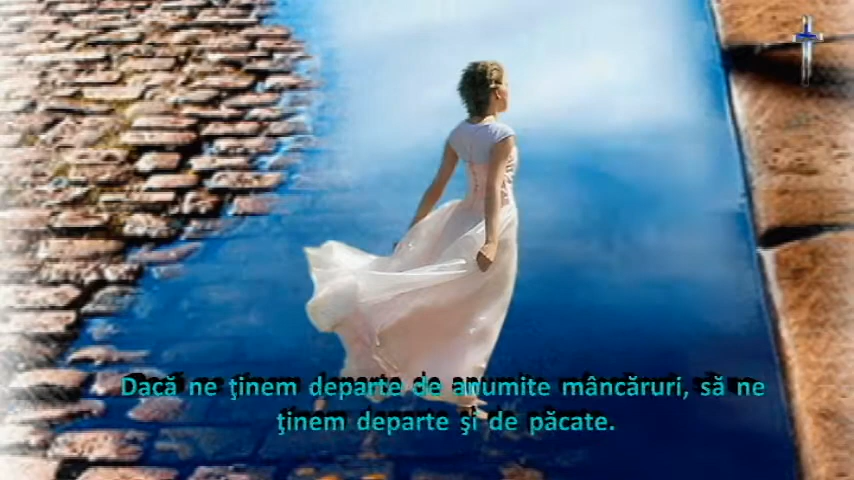 Dacă ne ţinem departe de anumite mâncăruri, să ne
ţinem departe şi de păcate.